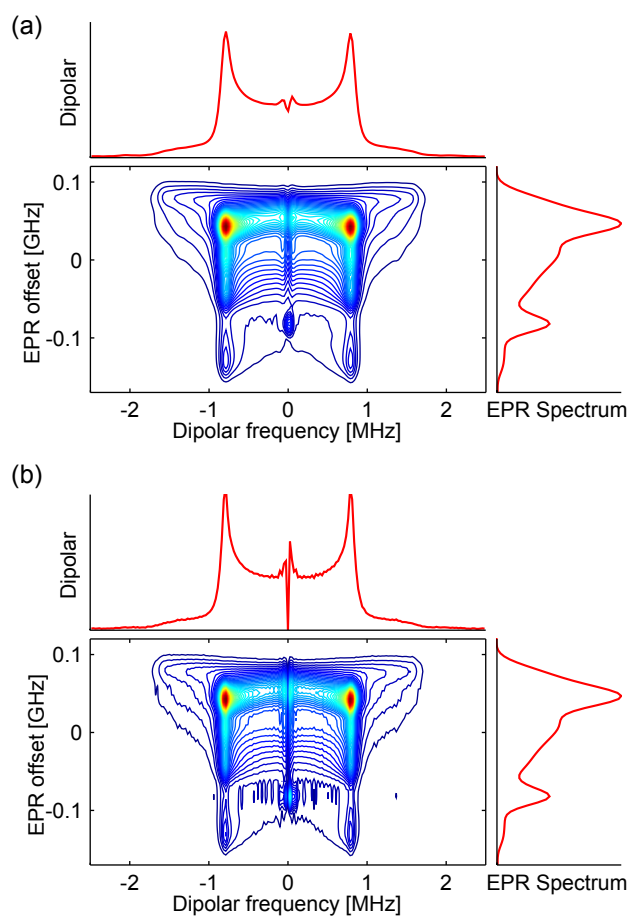 (a)
Dipolar
EPR offset [GHz]
0.1
0
-0.1
-2 -1 0 1 2
Dipolar frequency [MHz]
EPR Spectrum
(b)
Dipolar
EPR offset [GHz]
0.1
0
-0.1
-2 -1 0 1 2
Dipolar frequency [MHz]
EPR Spectrum